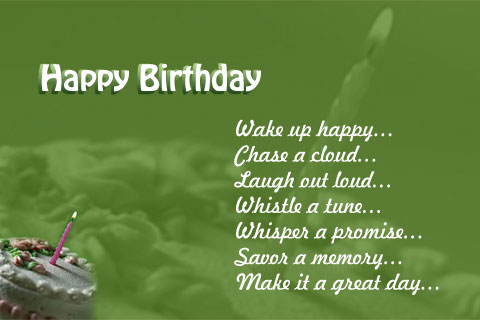 Happy Birthday
Wake up happy...
Chase a cloud...
Laugh out loud...
Whistle a tune...
Whisper a promise...
Savor a memory...
Make it a great day...